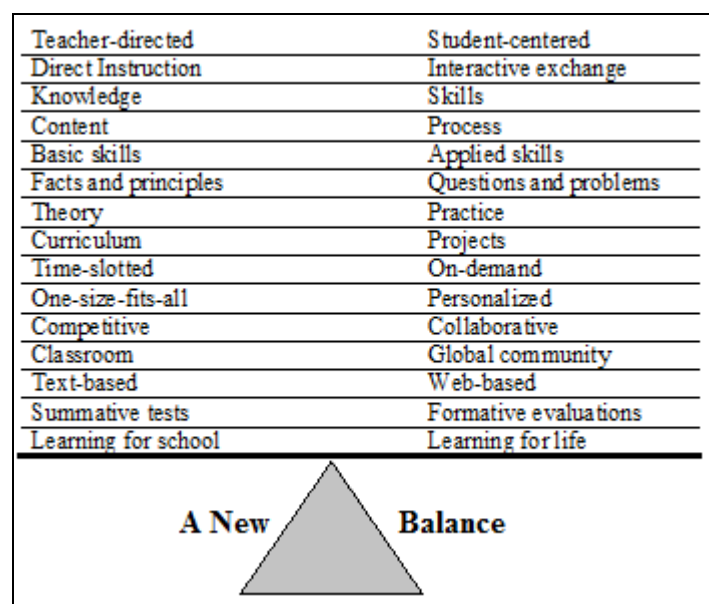 Teacher-directed Student-centered
Direct Instruction Interactive exchange
Knowledge Skills
Content Process
Basic skills Applied skills
Facts and principles Questions and problems
Theory Practice
Curriculum Projects
Time-slotted On-demand
One-size-fits-all Personalized
Competitive Collaborative
Classroom Global community
Text-based Web-based
Summative tests Formative evaluations
Learning for school Learning for life
A New Balance